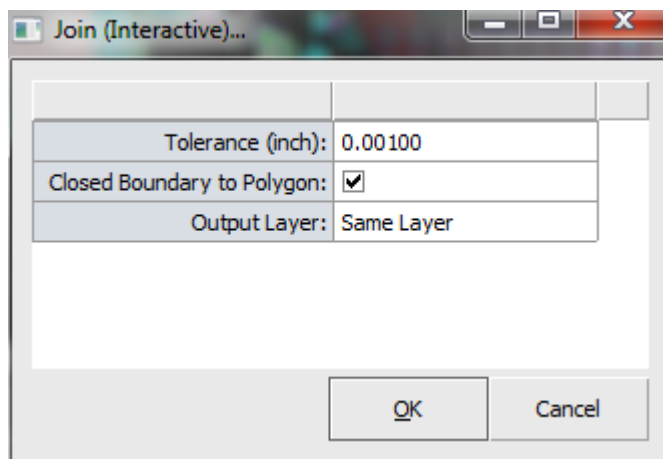 Join (Interactive)...
Tolerance (inch): 0.00100
Closed Boundary to Polygon:
Output Layer: Same Layer
OK Cancel